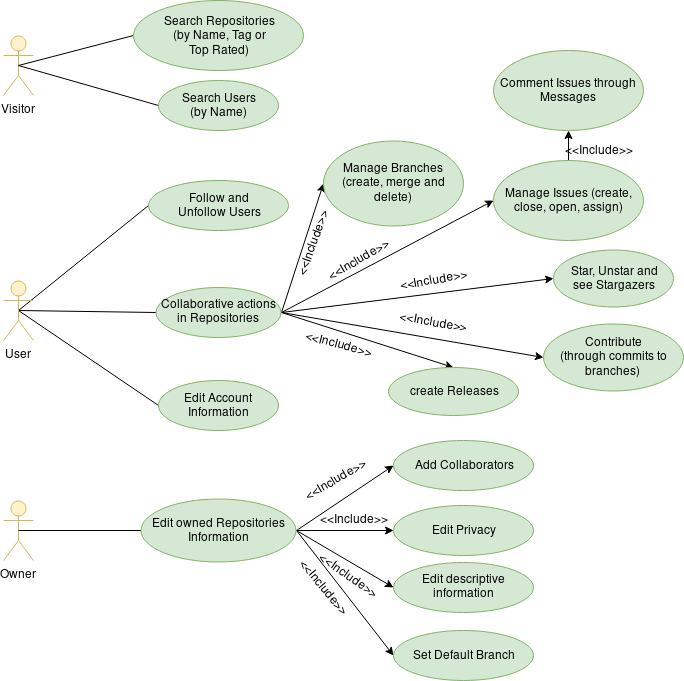 Search Repositories
(by Name, Tag or
Top Rated)
Visitor
Search Users
(by Name)
Comment Issues through
Messages
<<Include>>
Manage Branches
(create, merge and
delete)
Manage Issues (create,
close, open, assign)
Follow and
Unfollow Users
<<Include>>
<<Include>>
Star, Unstar and
see Stargazers
<<Include>>
Collaborative actions
in Repositories
User
<<Include>>
Contribute
(through commits to
branches)
<<Include>>
create Releases
Edit Account
Information
Add Collaborators
<<Include>>
Edit owned Repositories
Information
<<Include>>
Edit Privacy
Owner
<<Include>>
Edit descriptive
information
<<Include>>
Set Default Branch